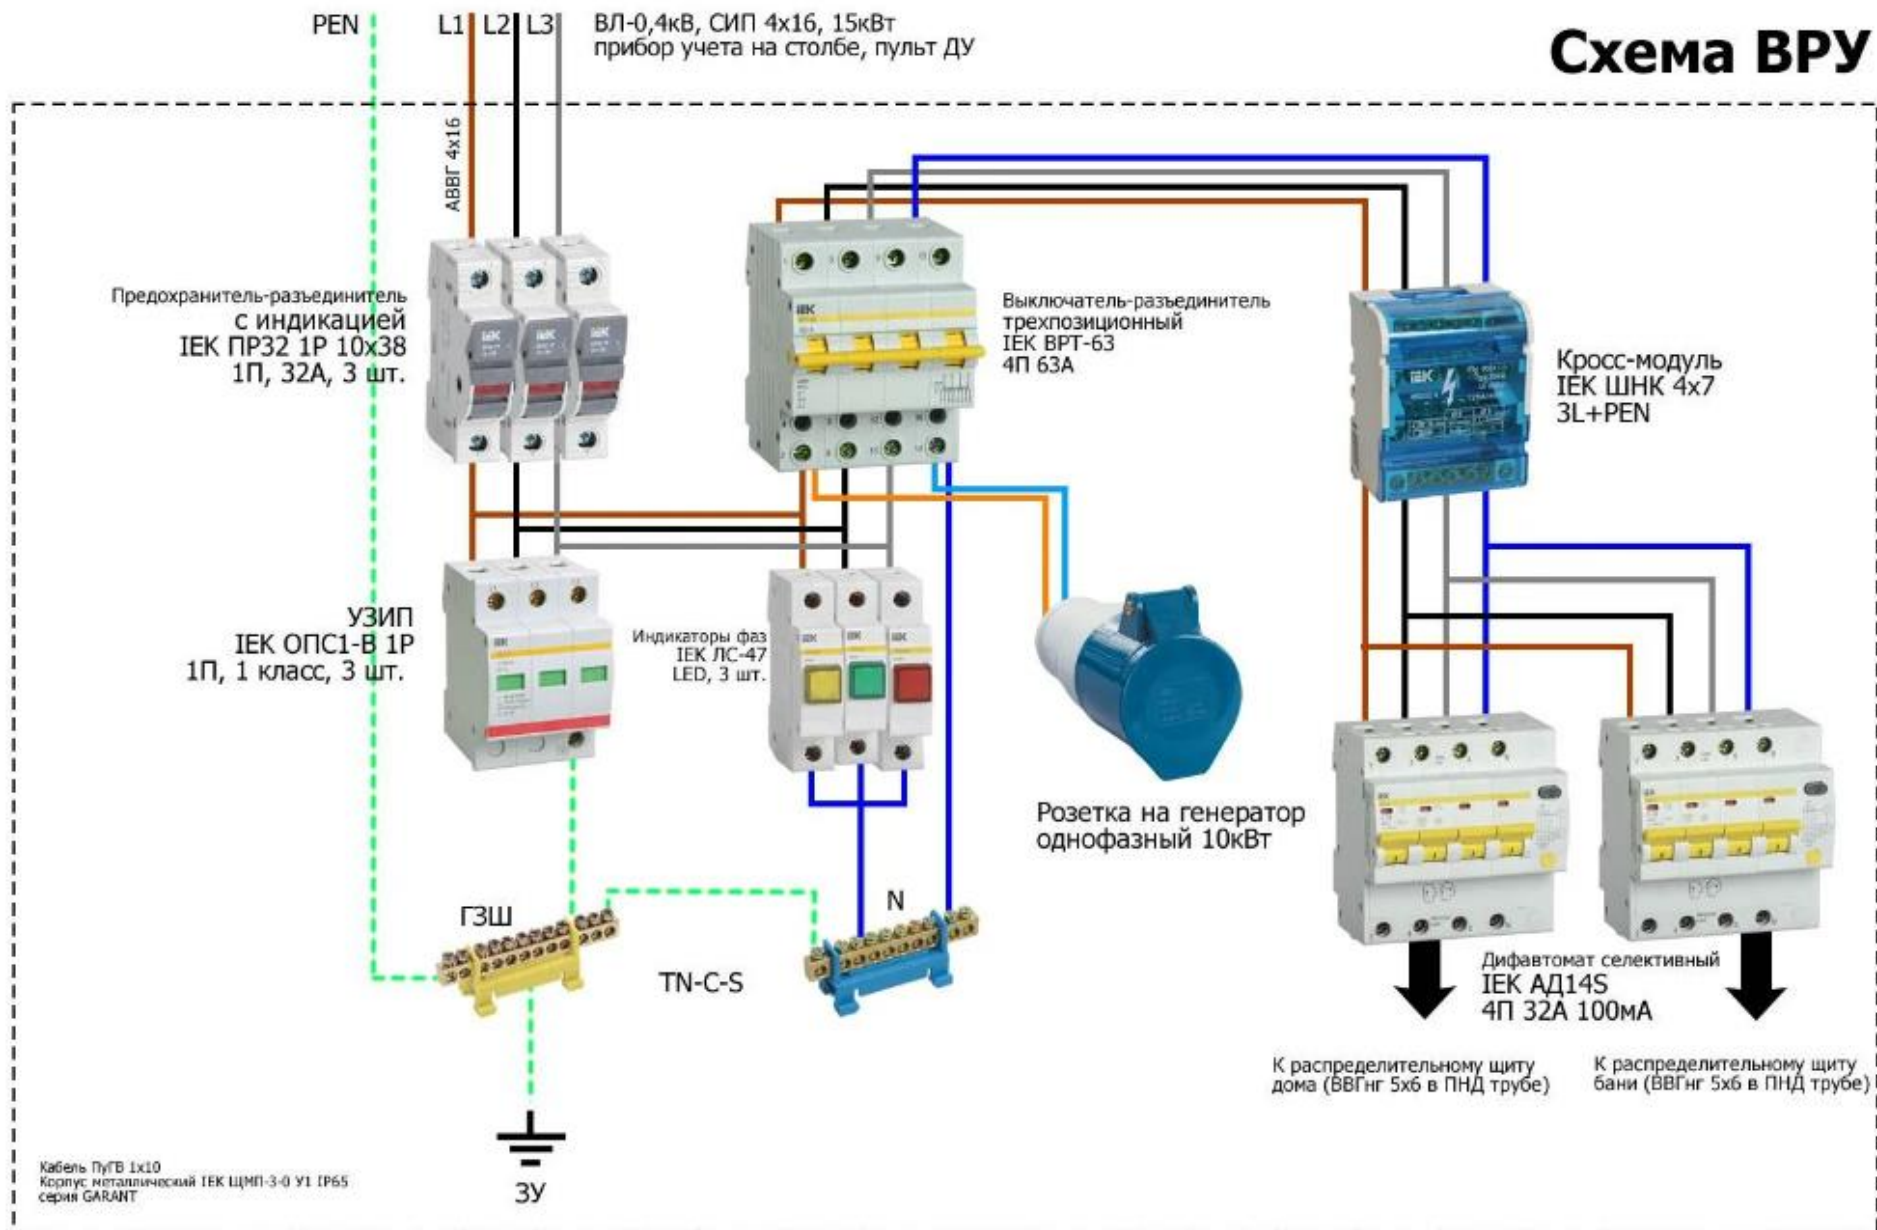 PEN
L1
L2
L3
ВЛ-0,4кВ, СИП 4х16, 15кВт
прибор учета на столбе, пульт ДУ
Схема ВРУ
АВВГ 4х16
Предохранитель-разъединитель
с индикацией
IEK ПР32 1Р 10х38
1П, 32А, 3 шт.
Выключатель-разъединитель
трехпозиционный
IEK ВРТ-63
4П 63А
Кросс-модуль
IEK ШНК 4х7
3L+PEN
УЗИП
IEK ОПС1-В 1Р
1П, 1 класс, 3 шт.
Индикаторы фаз
IEK ЛС-47
LED, 3 шт.
Розетка на генератор
однофазный 10кВт
ГЗШ
N
TN-C-S
Дифавтомат селективный
IEK АД14S
4П 32А 100мА
К распределительному щиту
дома (ВВГнг 5х6 в ПНД трубе)
К распределительному щиту
бани (ВВГнг 5х6 в ПНД трубе)
ЗУ
Кабель ПуГВ 1х10
Корпус металлический IEK ЩМП-3-0 У1 IP65
серия GARANT